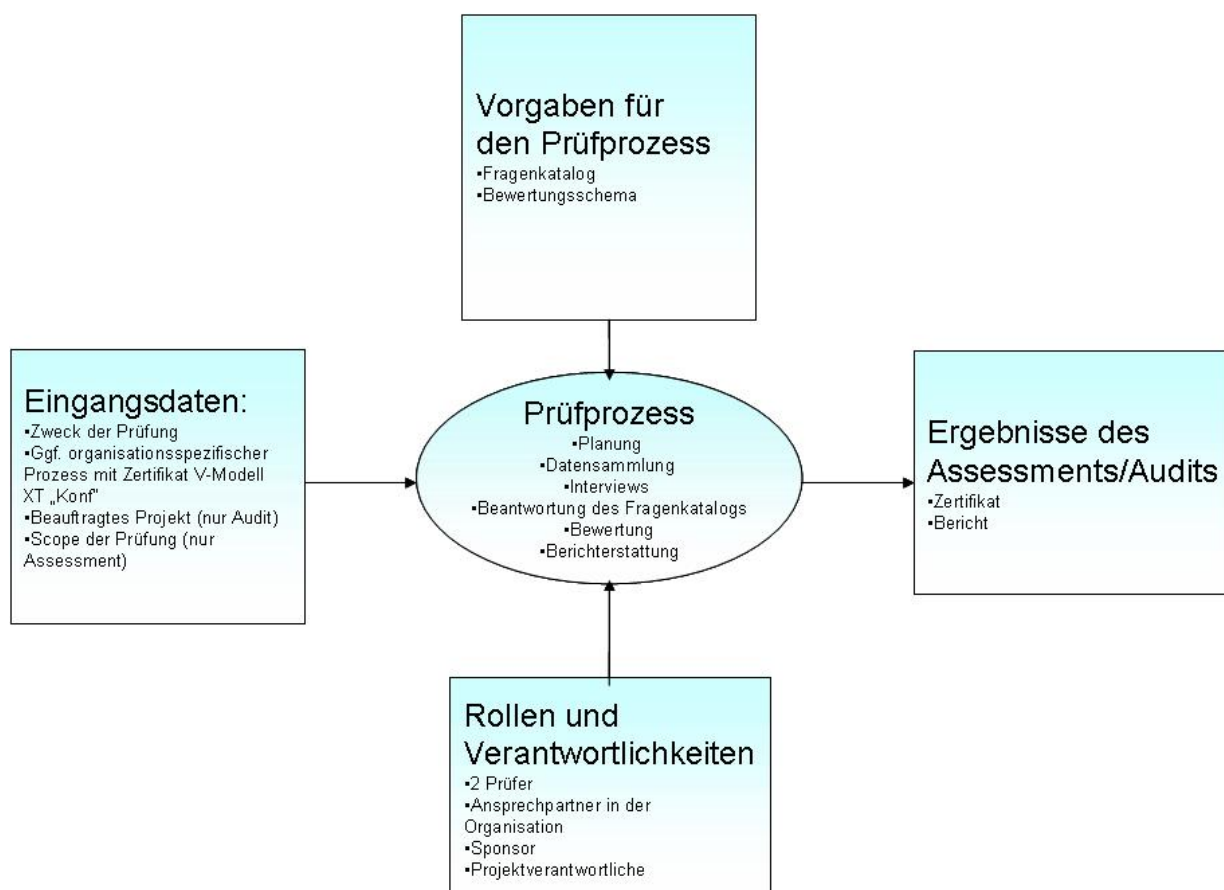 Vorgaben für
den Prüfprozess
▪Fragenkatalog
▪Bewertungsschema
Eingangsdaten:
▪Zweck der Prüfung
▪Ggf. organisationsspezifischer
Prozess mit Zertifikat V-Modell
XT „Konf"
▪Beauftragtes Projekt (nur Audit)
▪Scope der Prüfung (nur
Assessment)
Prüfprozess
▪Planung
▪Datensammlung
▪Interviews
▪Beantwortung des Fragenkatalogs
▪Bewertung
▪Berichterstattung
Ergebnisse des
Assessments/Audits
▪Zertifikat
▪Bericht
Rollen und
Verantwortlichkeiten
▪2 Prüfer
▪Ansprechpartner in der
Organisation
▪Sponsor
▪Projektverantwortliche